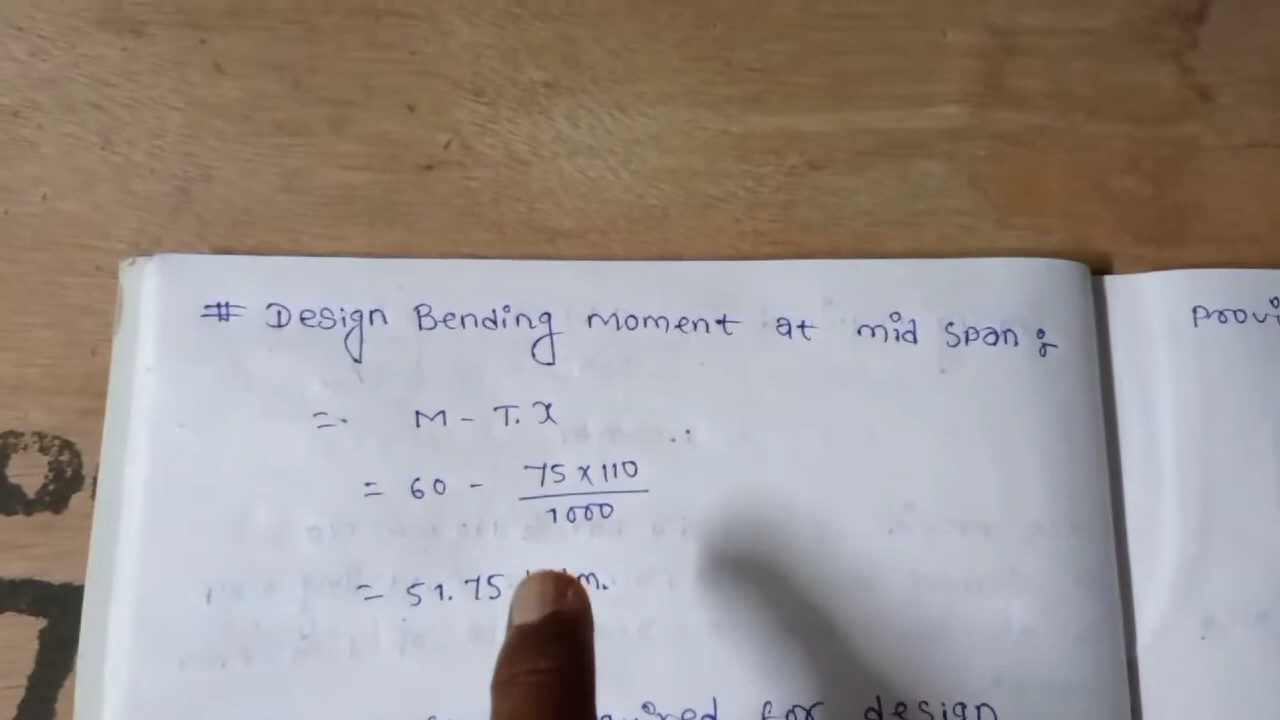 # Design Bending moment at mid span :
= M - T. x
= 60 - 75 x 110 / 1000
= 51.75 m.
for design
provi